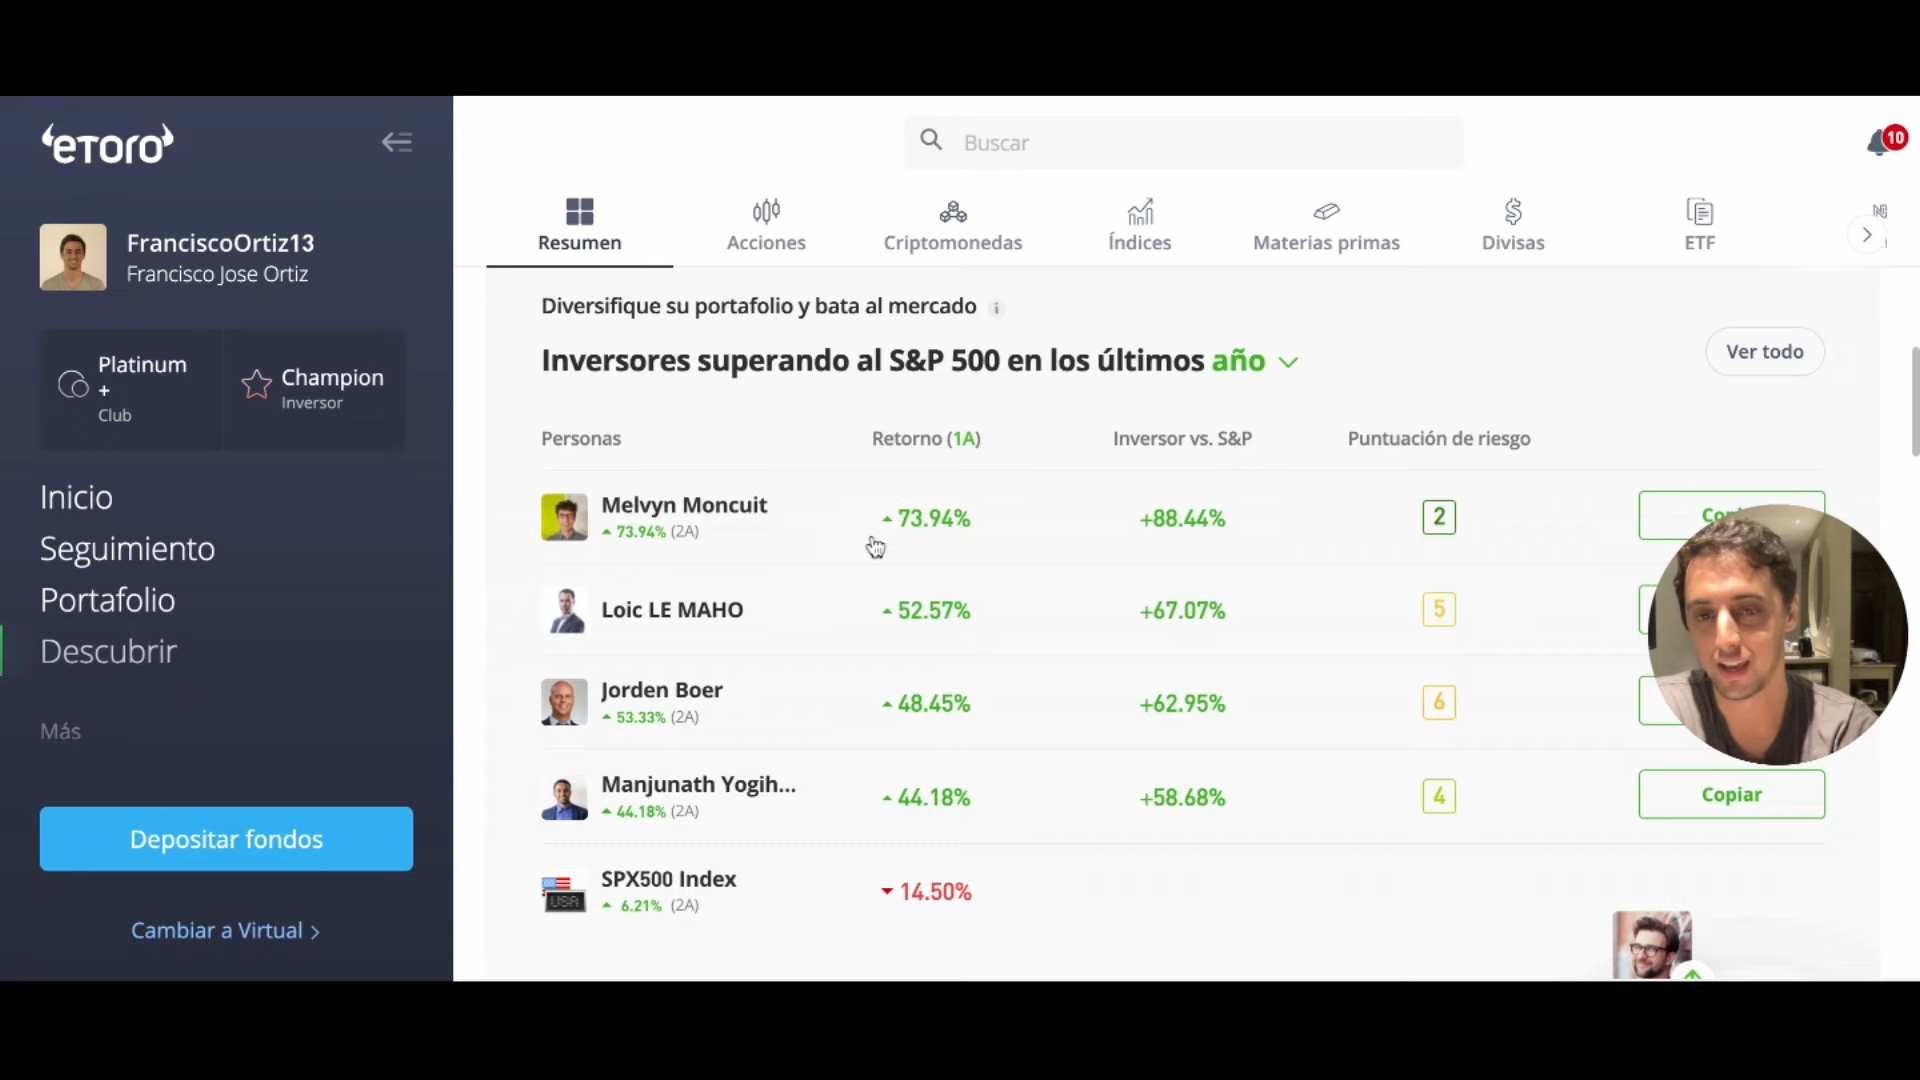 eTORO
Buscar
10
FranciscoOrtiz13
Francisco Jose Ortiz
Platinum
+
Club
Champion
Inversor
Inicio
Seguimiento
Portafolio
Descubrir
Más
Depositar fondos
Cambiar a Virtual >
Resumen
Acciones
Criptomonedas
Índices
Materias primas
Divisas
ETF
Diversifique su portafolio y bata al mercado i
Inversores superando al S&P 500 en los últimos año
Ver todo
Personas Retorno (1A) Inversor vs. S&P Puntuación de riesgo
Melvyn Moncuit
73.94% (2A)
73.94% +88.44% 2
Loic LE MAHO 52.57% +67.07% 5
Jorden Boer
53.33% (2A)
48.45% +62.95% 6
Manjunath Yogih...
44.18% (2A)
44.18% +58.68% 4 Copiar
SPX500 Index
6.21% (2A)
14.50%
USA